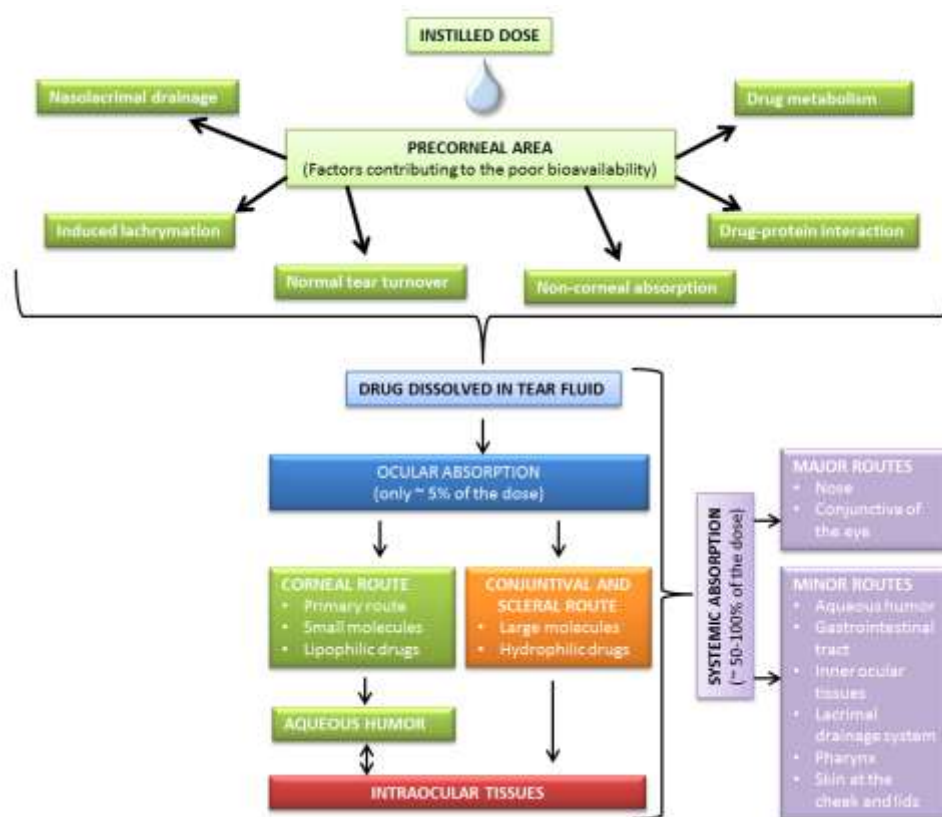 INSTILLED DOSE
Nasolacrimal drainage
Drug metabolism
PRECORNEAL AREA
(Factors contributing to the poor bioavailability)
Induced lachrymation
Drug-protein interaction
Normal tear turnover
Non-corneal absorption
DRUG DISSOLVED IN TEAR FLUID
OCULAR ABSORPTION
(only ~ 5% of the dose)
CORNEAL ROUTE
• Primary route
• Small molecules
• Lipophilic drugs
CONJUNTIVAL AND
SCLERAL ROUTE
• Large molecules
• Hydrophilic drugs
AQUEOUS HUMOR
INTRAOCULAR TISSUES
SYSTEMIC ABSORPTION
(~ 50-100% of the dose)
MAJOR ROUTES
• Nose
• Conjunctiva of
the eye
MINOR ROUTES
• Aqueous humor
• Gastrointestinal
tract
• Inner ocular
tissues
• Lacrimal
drainage system
• Pharynx
• Skin at the
cheek and lids